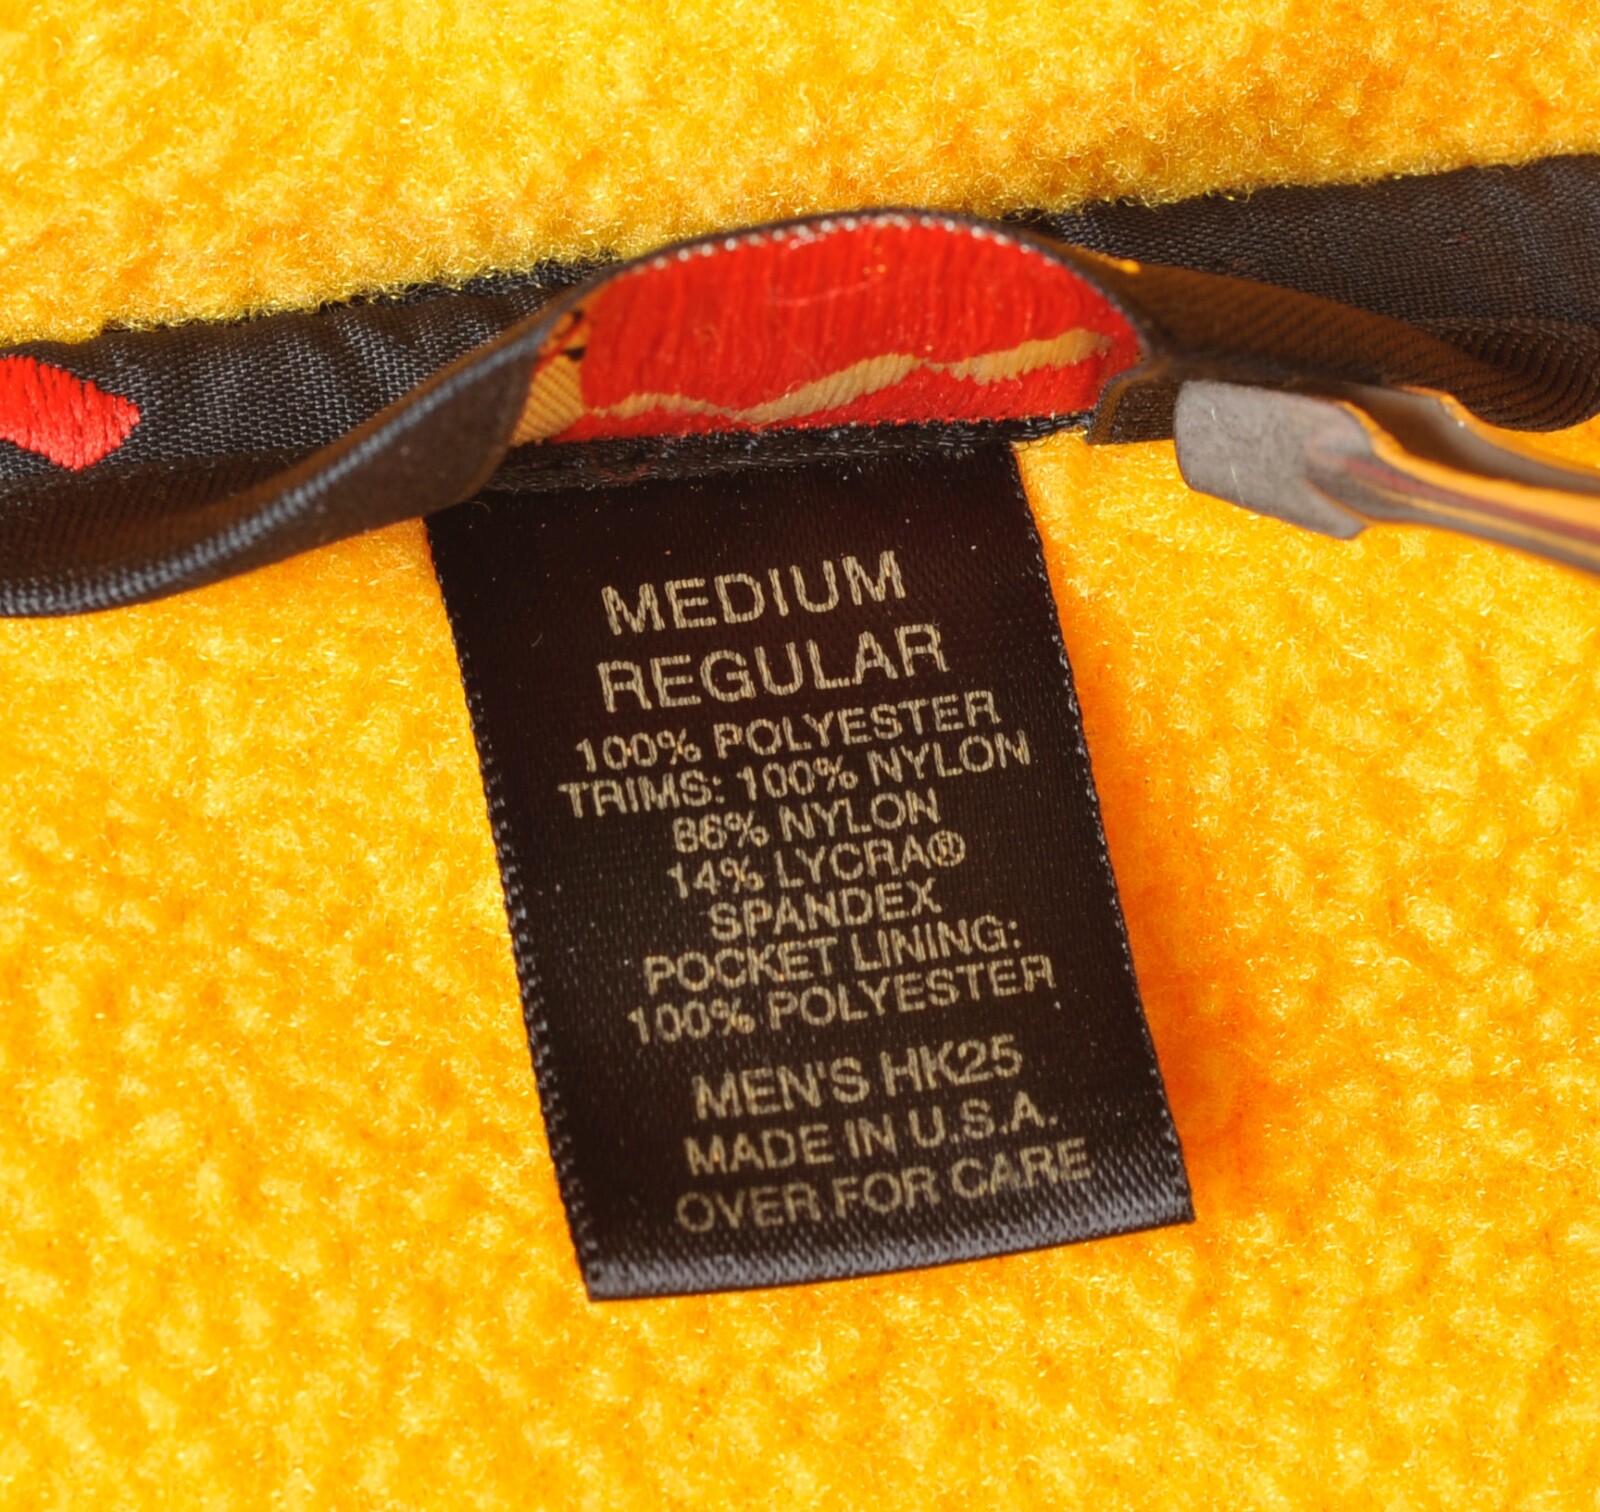 MEDIUM
REGULAR
100% POLYESTER
TRIMS: 100% NYLON
86% NYLON
14% LYCRA®
SPANDEX
POCKET LINING:
100% POLYESTER
MEN'S HK25
MADE IN U.S.A.
OVER FOR CARE